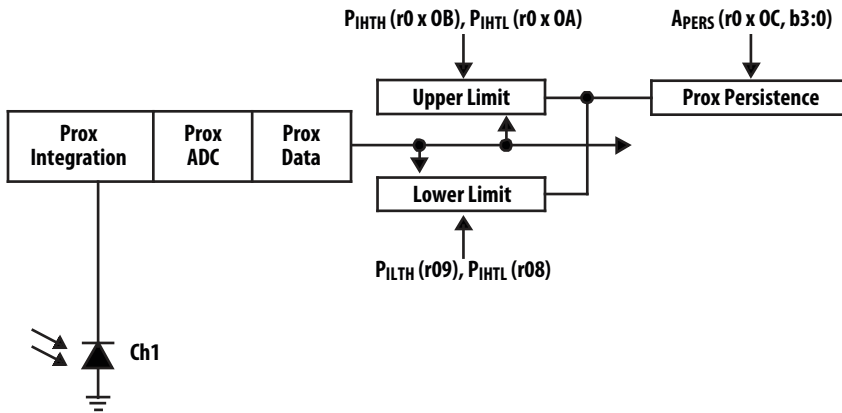 PIHTH (r0 x 0B), PIHTL (r0 x 0A)
APERS (r0 x 0C, b3:0)
Upper Limit
Prox Persistence
Prox Integration
Prox ADC
Prox Data
Lower Limit
PILTH (r09), PIHTL (r08)
Ch1